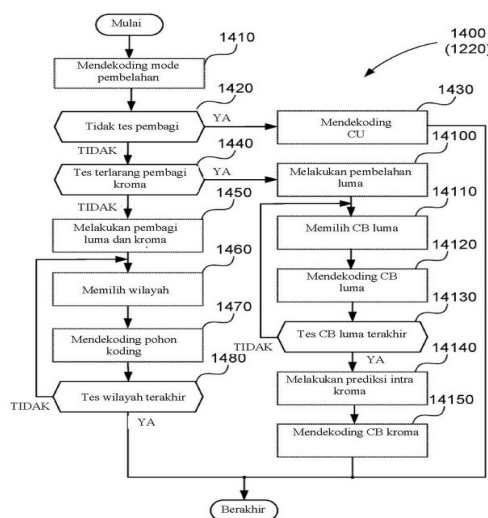 Mulai
1400
(1220)
1410
Mendekoding mode
pembelahan
1420
Tidak tes pembagi
YA
TIDAK
1430
Mendekoding
CU
1440
Tes terlarang pembagi
kroma
YA
TIDAK
14100
Melakukan pembelahan
luma
1450
Melakukan pembagi
luma dan kroma
14110
Memilih CB luma
1460
Memilih wilayah
14120
Mendekoding CB
luma
1470
Mendekoding pohon
koding
14130
Tes CB luma terakhir
TIDAK
YA
1480
Tes wilayah terakhir
TIDAK
YA
14140
Melakukan prediksi intra
kroma
14150
Mendekoding CB kroma
Berakhir